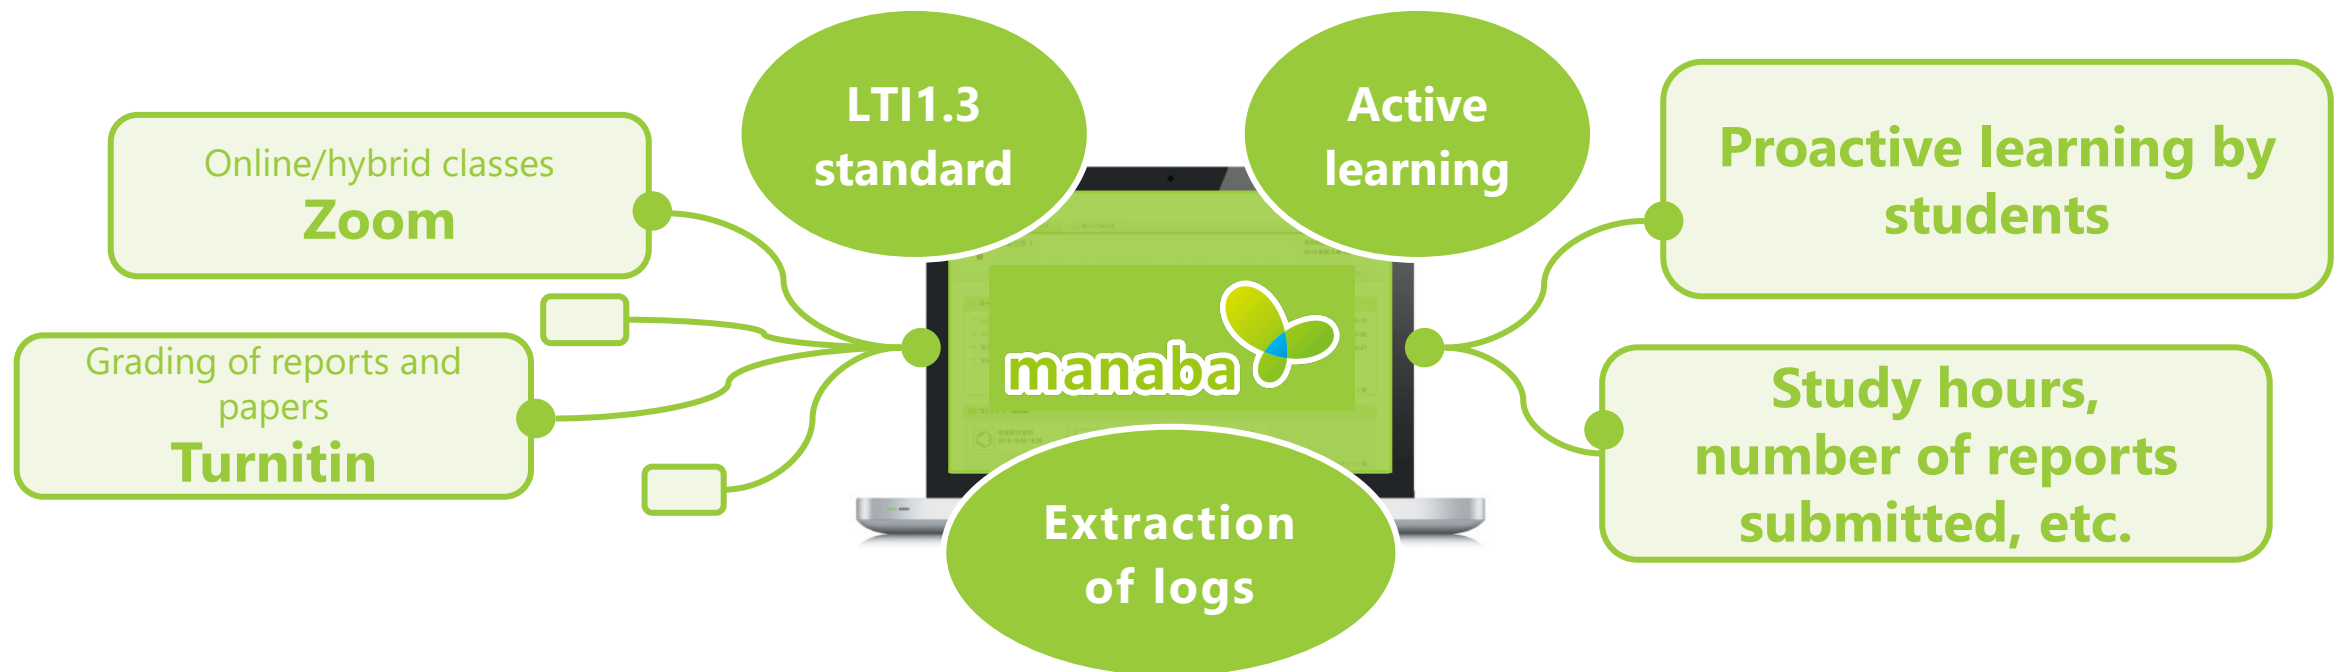 LTI1.3
standard
Active
learning
Online/hybrid classes
Zoom
Grading of reports and
papers
Turnitin
manaba
Extraction
of logs
Proactive learning by
students
Study hours,
number of reports
submitted, etc.